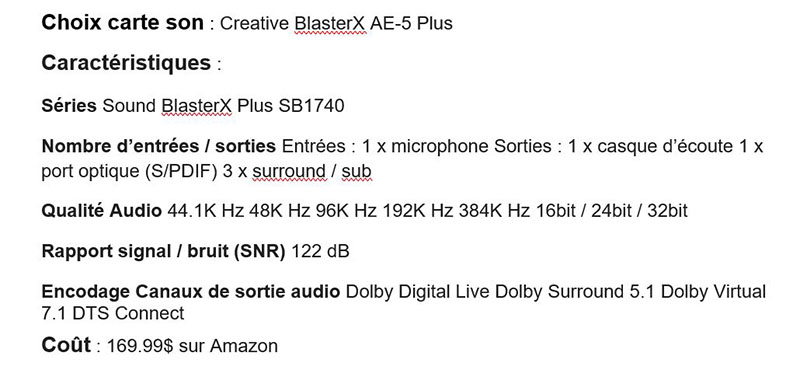 Choix carte son : Creative BlasterX AE-5 Plus
Caractéristiques :
Séries Sound BlasterX Plus SB1740
Nombre d’entrées / sorties Entrées : 1 x microphone Sorties : 1 x casque d’écoute 1 x
port optique (S/PDIF) 3 x surround / sub
Qualité Audio 44.1K Hz 48K Hz 96K Hz 192K Hz 384K Hz 16bit / 24bit / 32bit
Rapport signal / bruit (SNR) 122 dB
Encodage Canaux de sortie audio Dolby Digital Live Dolby Surround 5.1 Dolby Virtual
7.1 DTS Connect
Coût : 169.99$ sur Amazon